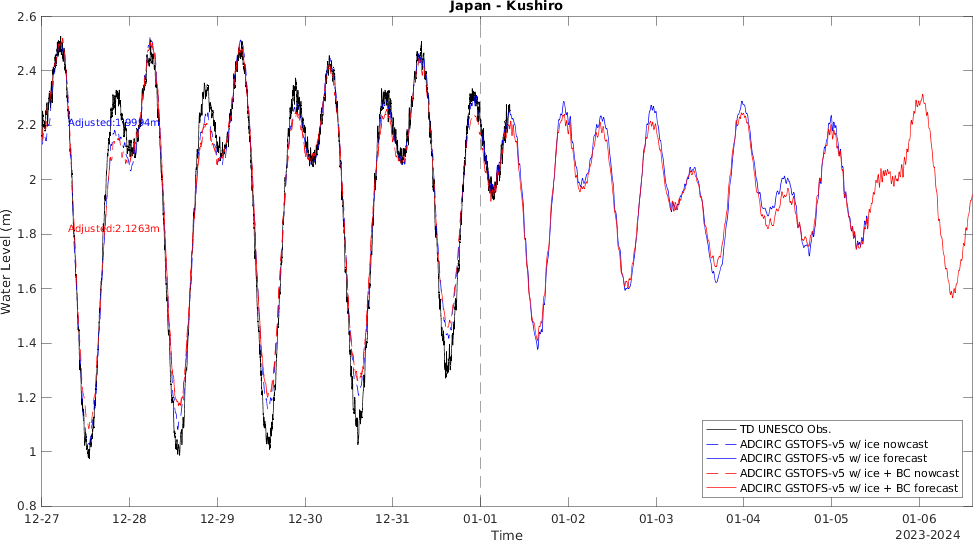 Japan - Kushiro
Water Level (m)
2.6
2.4
2.2
2
1.8
1.6
1.4
1.2
1
0.8
Adjusted:2.1263m
12-27
12-28
12-29
12-30
12-31
01-01
01-02
01-03
01-04
01-05
01-06
Time
2023-2024
TD UNESCO Obs.
ADCIRC GSTOFS-v5 w/ ice nowcast
ADCIRC GSTOFS-v5 w/ ice forecast
ADCIRC GSTOFS-v5 w/ ice + BC nowcast
ADCIRC GSTOFS-v5 w/ ice + BC forecast